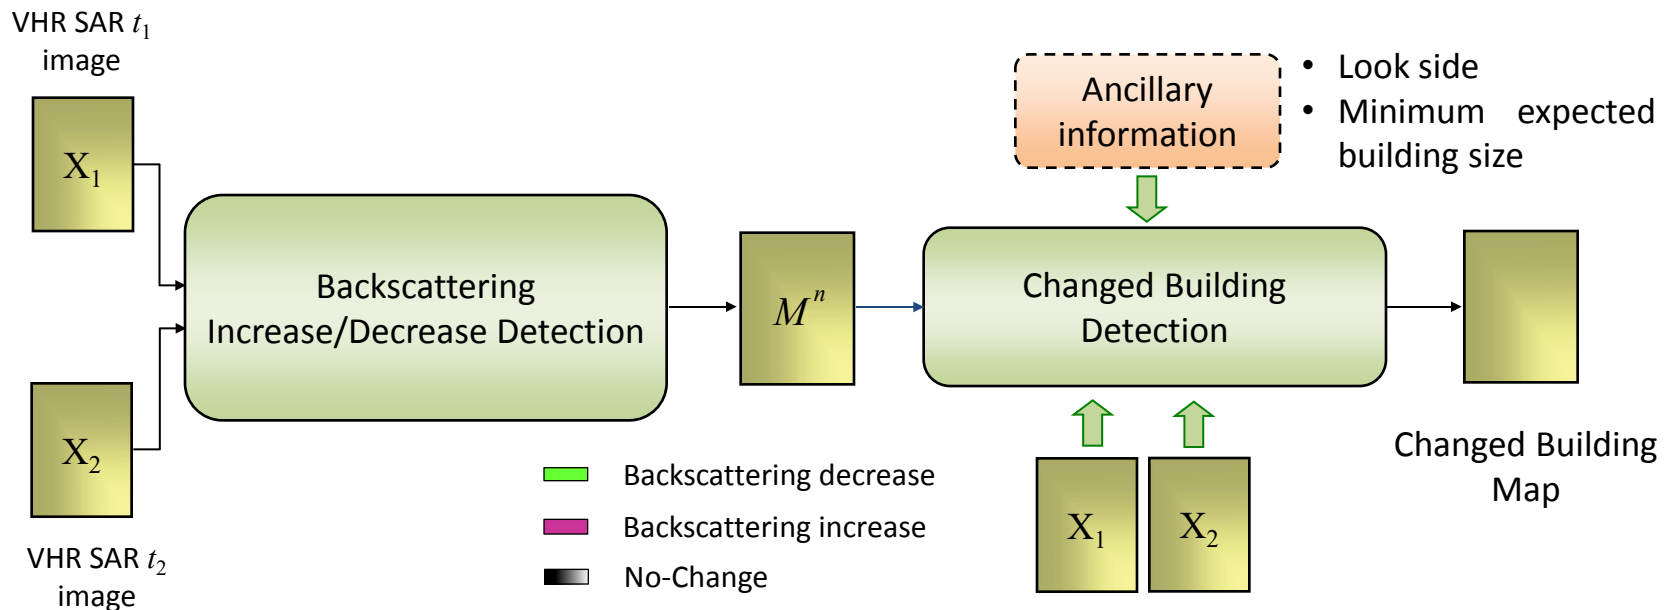 VHR SAR t₁
image
X₁
X₂
VHR SAR t₂
image
Backscattering
Increase/Decrease Detection
Mⁿ
Backscattering decrease
Backscattering increase
No-Change
Ancillary
information
• Look side
• Minimum expected
building size
Changed Building
Detection
X₁
X₂
Changed Building
Map